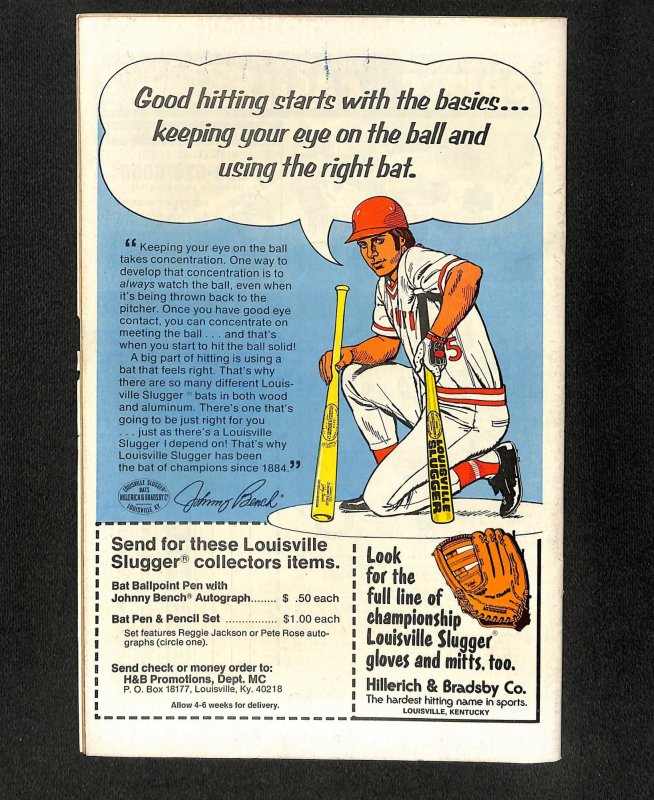 Good hitting starts with the basics...
keeping your eye on the ball and
using the right bat.
“Keeping your eye on the ball
takes concentration. One way to
develop that concentration is to
always watch the ball, even when
it's being thrown back to the
pitcher. Once you have good eye
contact, you can concentrate on
meeting the ball . . . and that's
when you start to hit the ball solid!
A big part of hitting is using a
bat that feels right. That's why
there are so many different Louis-
ville Slugger® bats in both wood
and aluminum. There's one that's
going to be just right for you
. . . just as there's a Louisville
Slugger I depend on! That's why
Louisville Slugger has been
the bat of champions since 1884.”
LOUISVILLE SLUGGER
BATS
HILLERICH & BRADSBY Co
LOUISVILLE, KY.
Johnny Bench®
5
LOUISVILLE
SLUGGER
Send for these Louisville
Slugger® collectors items.
Bat Ballpoint Pen with
Johnny Bench® Autograph........ $ .50 each
Bat Pen & Pencil Set ................ $1.00 each
Set features Reggie Jackson or Pete Rose auto-
graphs (circle one).
Send check or money order to:
H&B Promotions, Dept. MC
P. O. Box 18177, Louisville, Ky. 40218
Allow 4-6 weeks for delivery.
Look
for the
full line of
championship
Louisville Slugger®
gloves and mitts, too.
Hillerich & Bradsby Co.
The hardest hitting name in sports.
LOUISVILLE, KENTUCKY